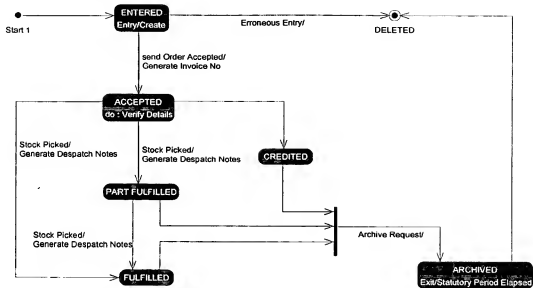 Start 1
ENTERED
Entry/Create
Erroneous Entry/
DELETED
send Order Accepted/
Generate Invoice No
ACCEPTED
do : Verify Details
Stock Picked/
Generate Despatch Notes
Stock Picked/
Generate Despatch Notes
CREDITED
PART FULFILLED
Stock Picked/
Generate Despatch Notes
Archive Request/
FULFILLED
ARCHIVED
Exit/Statutory Period Elapsed